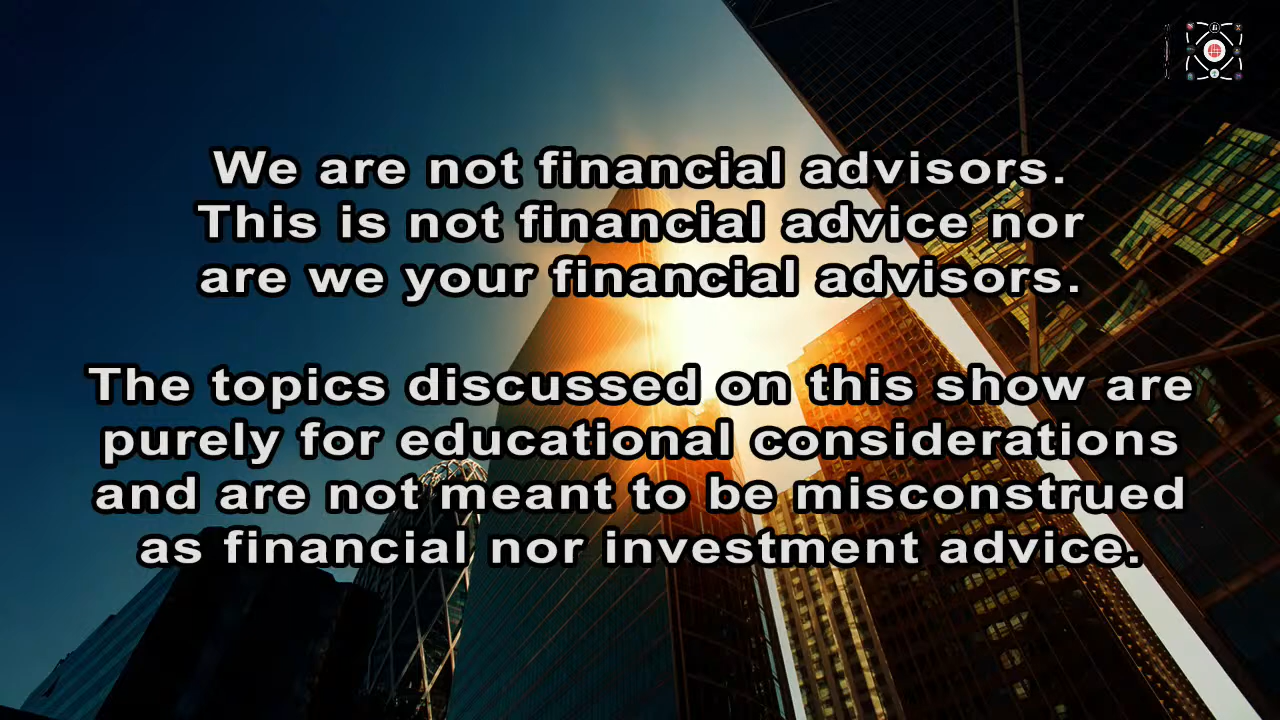 We are not financial advisors.
This is not financial advice nor
are we your financial advisors.
The topics discussed on this show are
purely for educational considerations
and are not meant to be misconstrued
as financial nor investment advice.